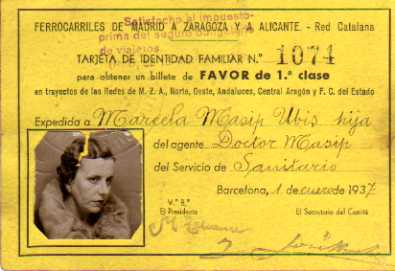 FERROCARRILES DE MADRID A ZARAGOZA Y A ALICANTE. - Red Catalana
Satisfecho el impuesto
prima del seguro obligatorio
de viajeros
TARJETA DE IDENTIDAD FAMILIAR N.º 1074
para obtener un billete de FAVOR de 1.ª clase
en trayectos de las Redes de M. Z. A., Norte, Oeste, Andaluces, Central Aragón y F. C. del Estado
Expedida a Marcela Masip Ubis hija
del agente Doctor Masip
del Servicio de Sanitario
Barcelona, 1 de enero de 1937
V.º B.º
El Presidente
El Secretario del Comité